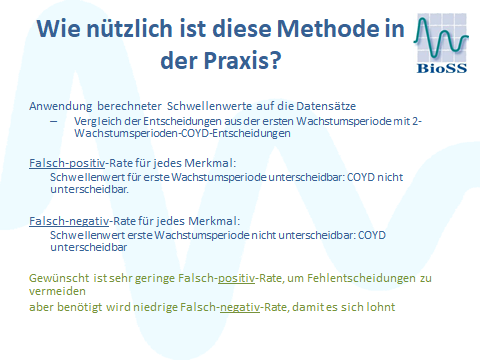 Wie nützlich ist diese Methode in
der Praxis?
BioSS
Anwendung berechneter Schwellenwerte auf die Datensätze
– Vergleich der Entscheidungen aus der ersten Wachstumsperiode mit 2-
Wachstumsperioden-COYD-Entscheidungen
Falsch-positiv-Rate für jedes Merkmal:
Schwellenwert für erste Wachstumsperiode unterscheidbar: COYD nicht
unterscheidbar.
Falsch-negativ-Rate für jedes Merkmal:
Schwellenwert erste Wachstumsperiode nicht unterscheidbar: COYD
unterscheidbar
Gewünscht ist sehr geringe Falsch-positiv-Rate, um Fehlentscheidungen zu
vermeiden
aber benötigt wird niedrige Falsch-negativ-Rate, damit es sich lohnt